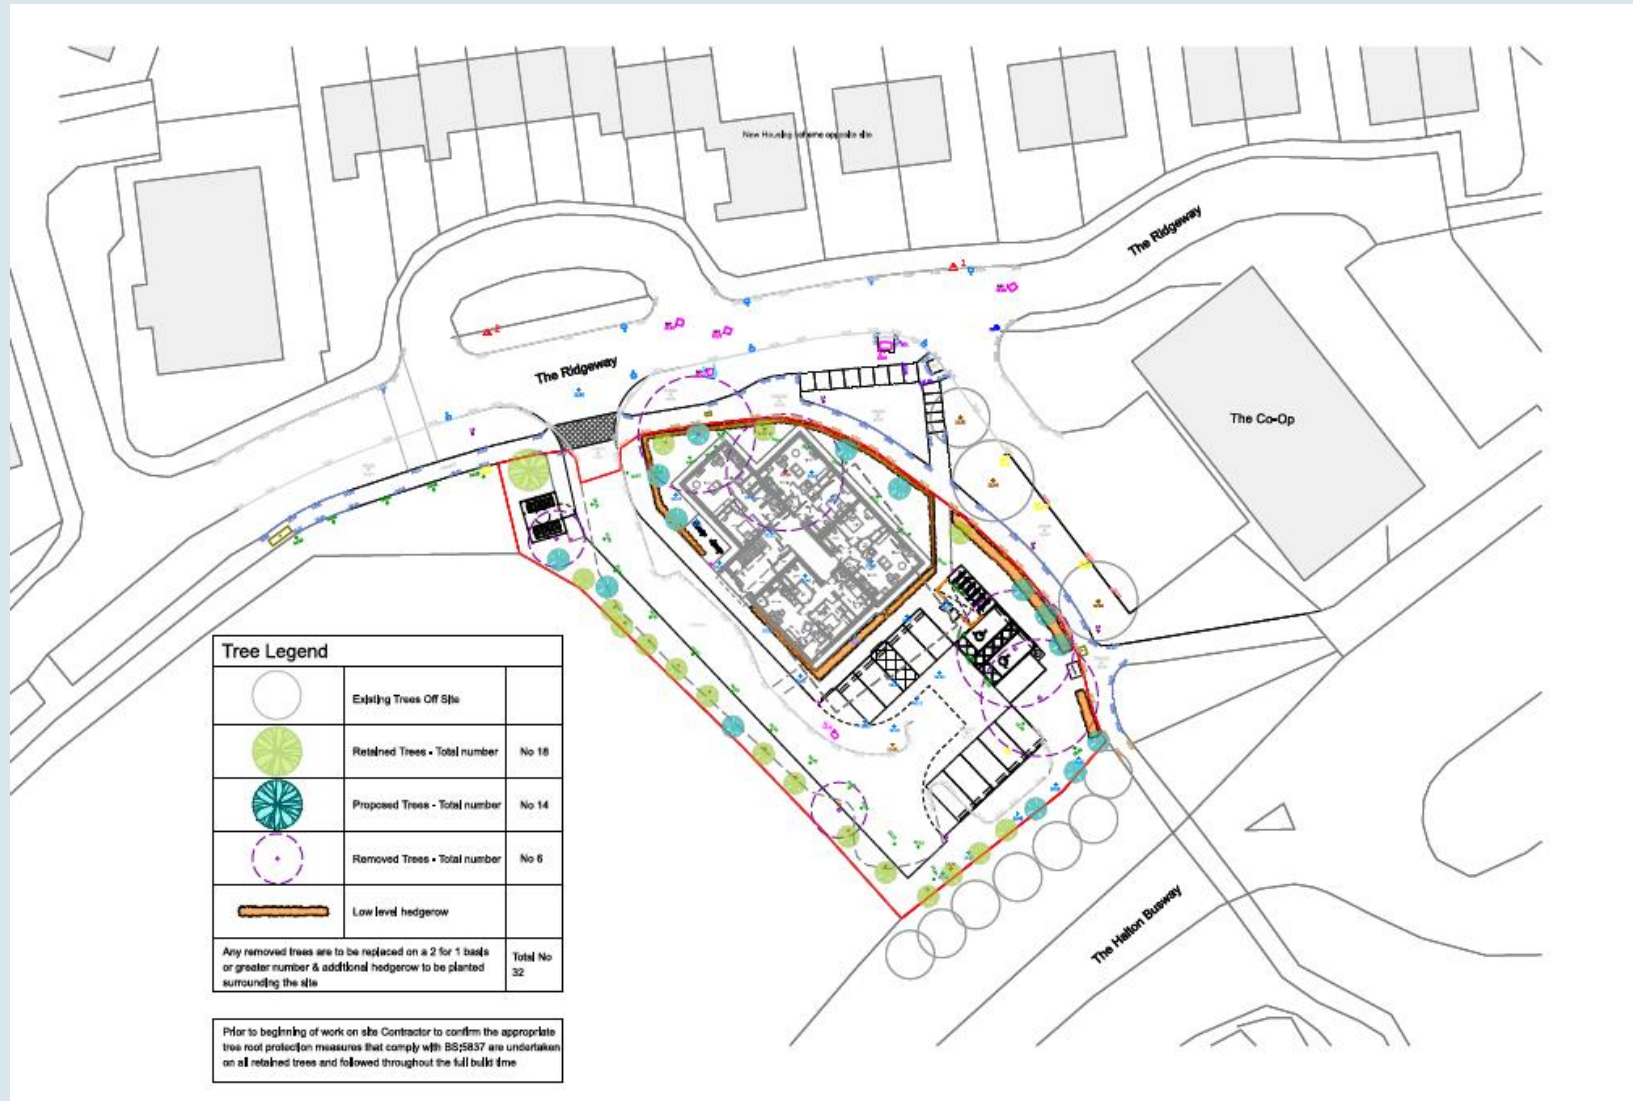 New Housing scheme opposite site
The Ridgeway
1
2
The Ridgeway
The Co-Op
Tree Legend
Existing Trees Off Site
Retained Trees - Total number No 18
Proposed Trees - Total number No 14
Removed Trees - Total number No 6
Low level hedgerow
Any removed trees are to be replaced on a 2 for 1 basis
or greater number & additional hedgerow to be planted
surrounding the site
Total No
32
The Halton Busway
Prior to beginning of work on site Contractor to confirm the appropriate
tree root protection measures that comply with BS;5837 are undertaken
on all retained trees and followed throughout the full build time